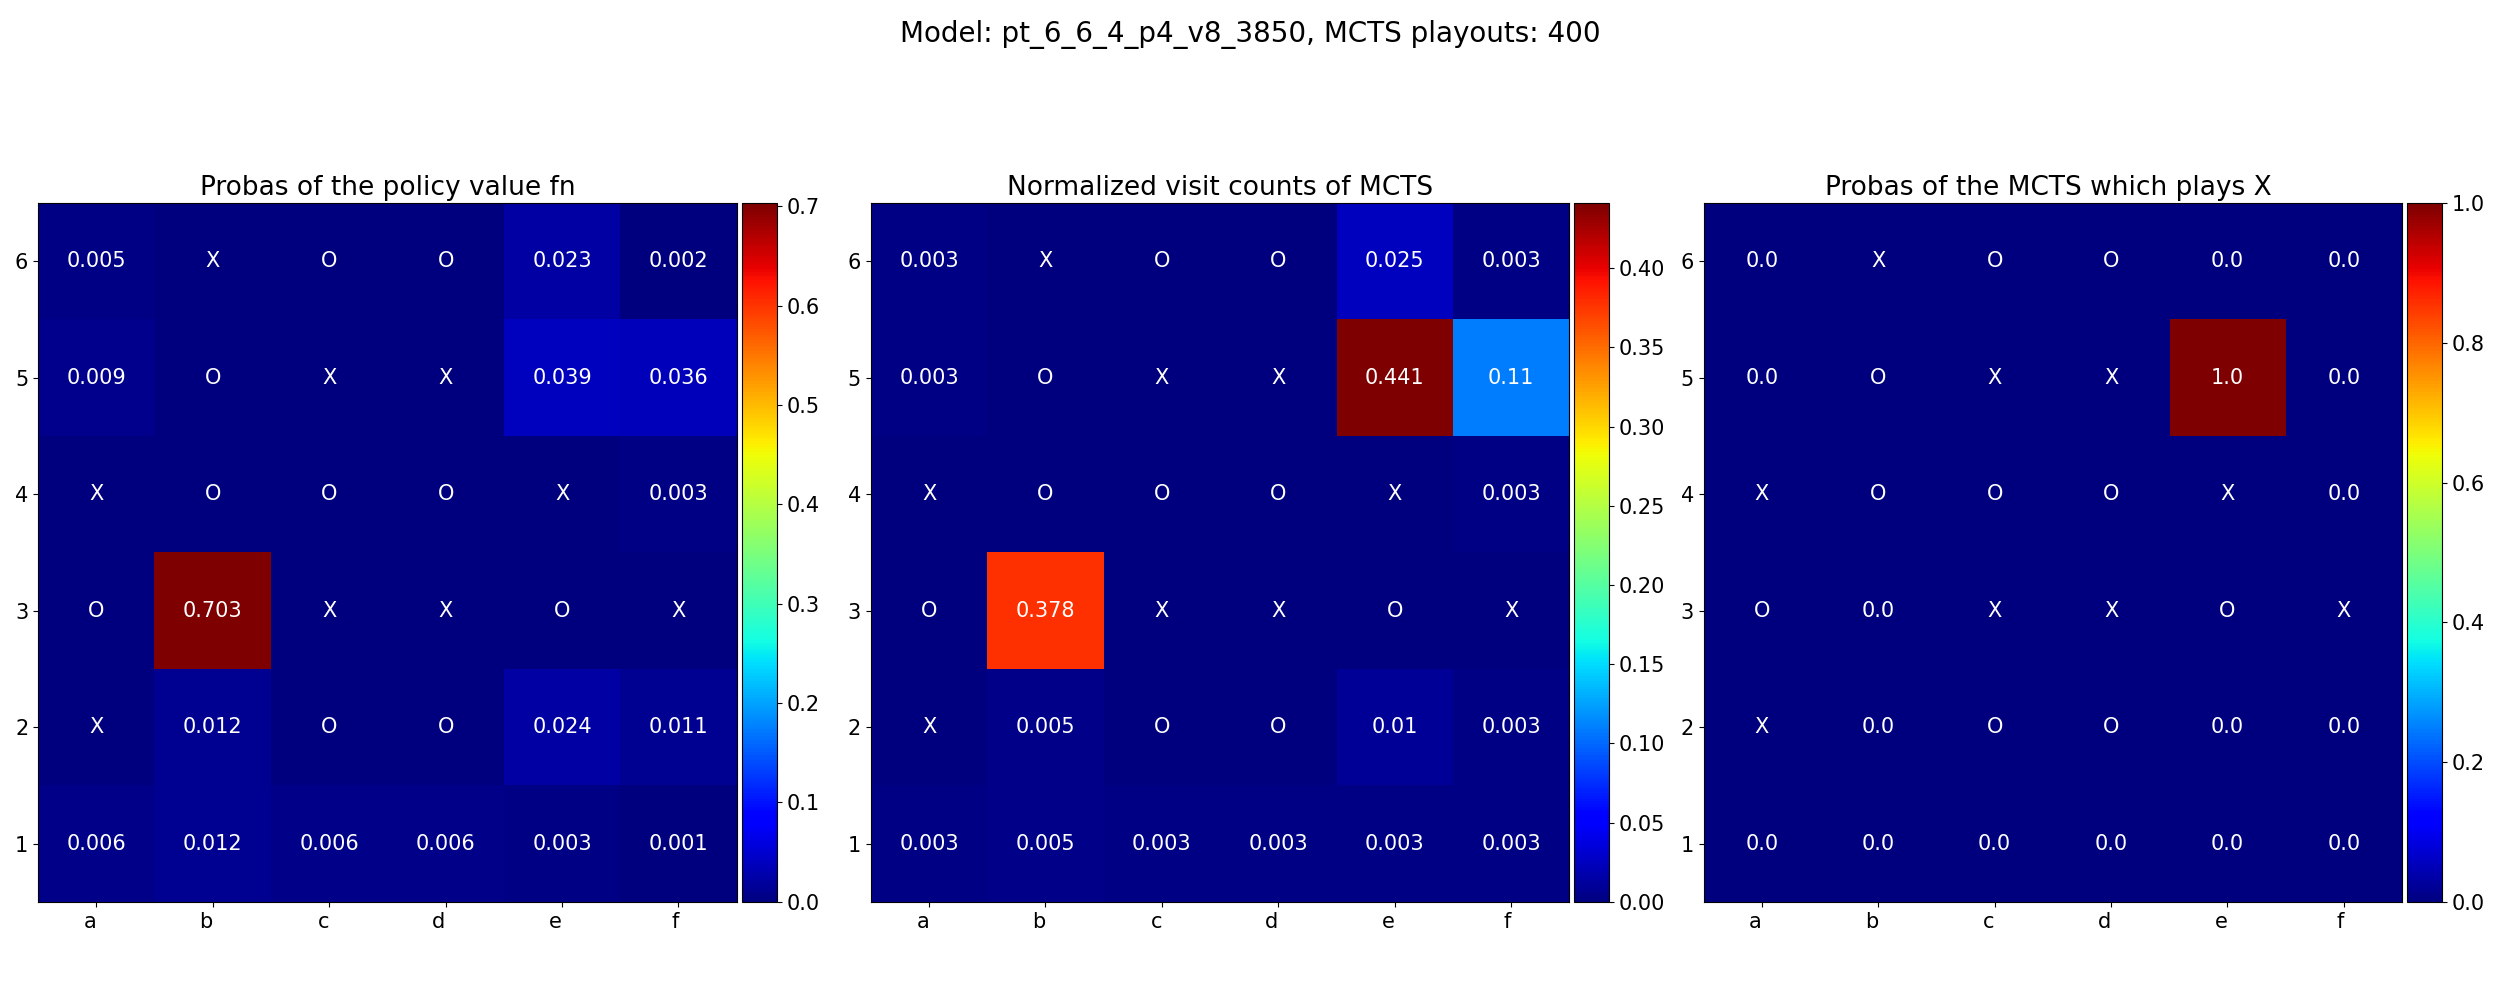 Model: pt_6_6_4_p4_v8_3850, MCTS playouts: 400
Probas of the policy value fn
6 0.005 X O O 0.023 0.002
5 0.009 O X X 0.039 0.036
4 X O O O X 0.003
3 O 0.703 X X O X
2 X 0.012 O O 0.024 0.011
1 0.006 0.012 0.006 0.006 0.003 0.001
a b c d e f
0.7
0.6
0.5
0.4
0.3
0.2
0.1
0.0
Normalized visit counts of MCTS
6 0.003 X O O 0.025 0.003
5 0.003 O X X 0.441 0.11
4 X O O O X 0.003
3 O 0.378 X X O X
2 X 0.005 O O 0.01 0.003
1 0.003 0.005 0.003 0.003 0.003 0.003
a b c d e f
0.40
0.35
0.30
0.25
0.20
0.15
0.10
0.05
0.00
Probas of the MCTS which plays X
6 0.0 X O O 0.0 0.0
5 0.0 O X X 1.0 0.0
4 X O O O X 0.0
3 O 0.0 X X O X
2 X 0.0 O O 0.0 0.0
1 0.0 0.0 0.0 0.0 0.0 0.0
a b c d e f
1.0
0.8
0.6
0.4
0.2
0.0